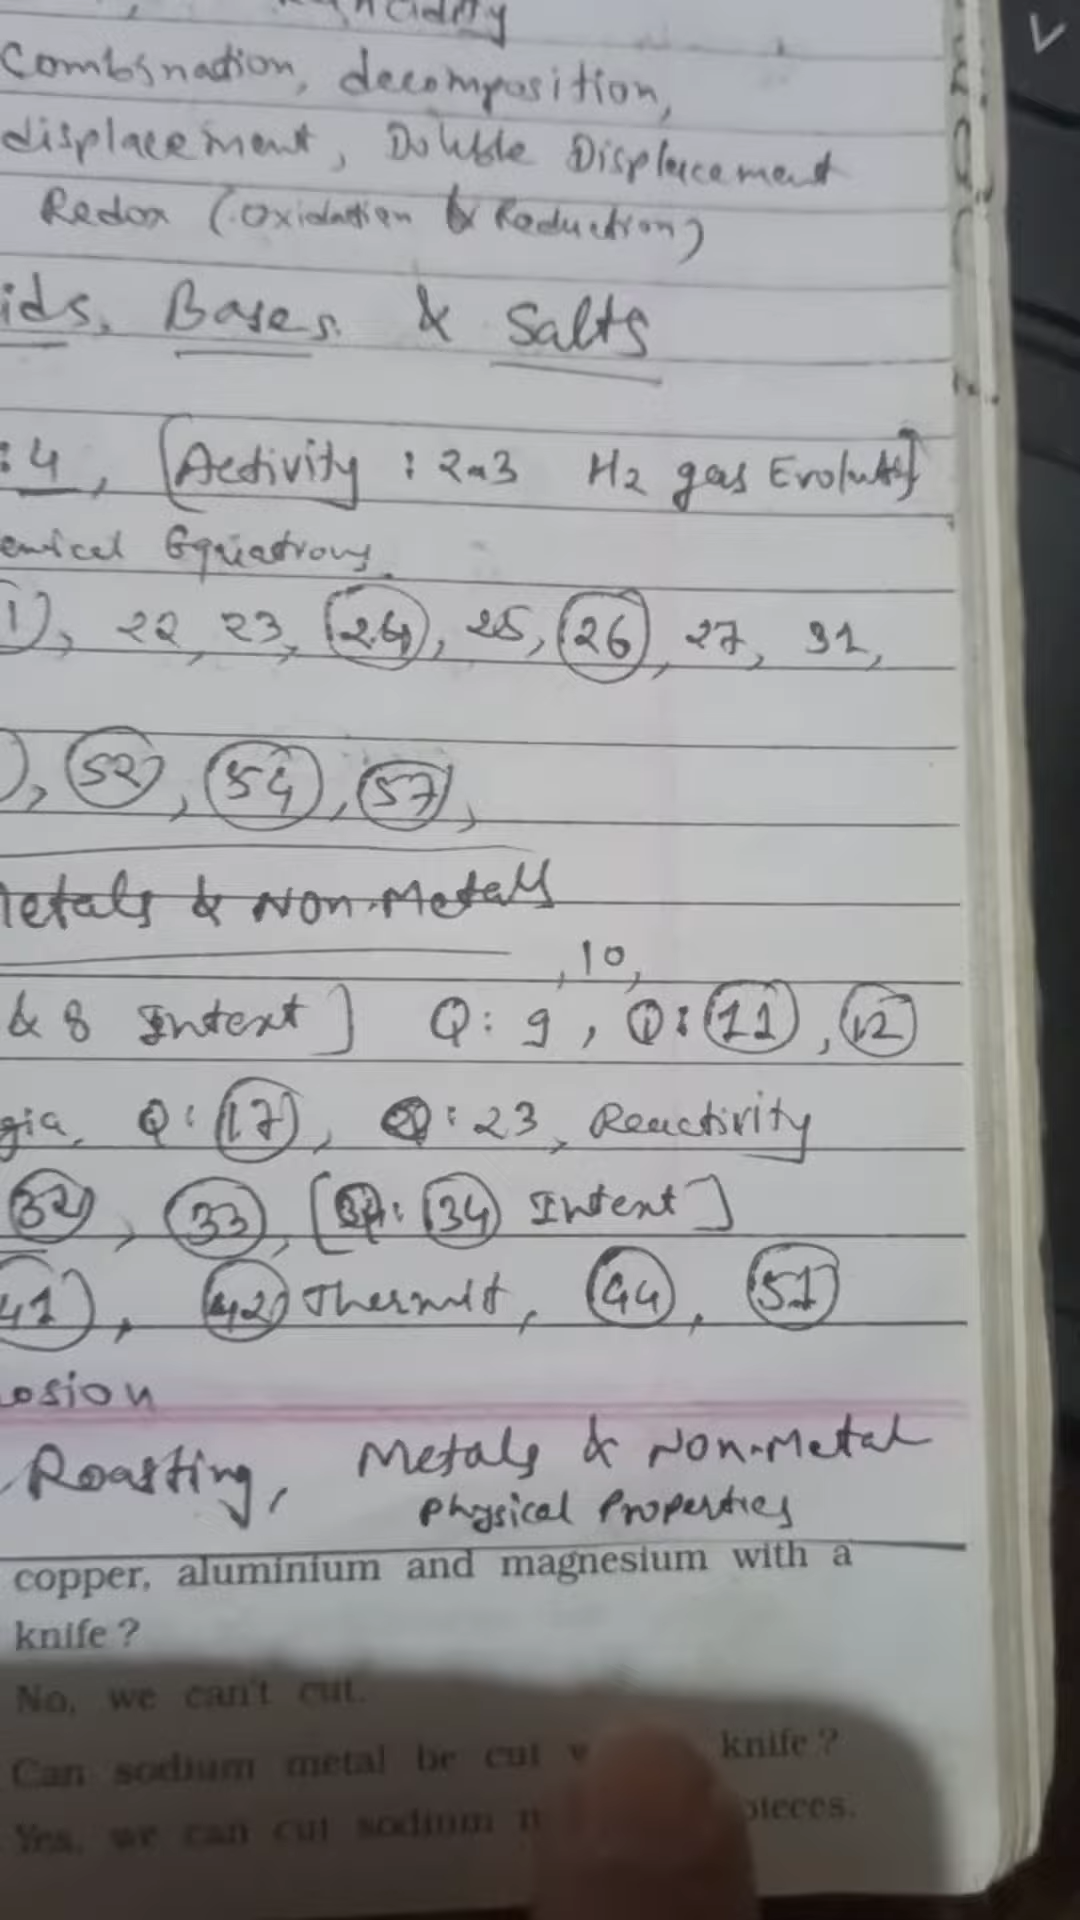 Combination, decomposition,
displacement, Double Displacement
Redox (Oxidation & Reduction)
ids, Bases & Salts
:4, [Activity : 2.3 H2 gas
emical Equations
1), 22, 23, 24, 25, 26, 27, 31,
), 52, 54, 57,
Metals & Non-Metals
,10,
& 8 Intext] Q: 9, Q: 11, 12
gia, Q: 17, Q: 23, Reactivity
32, 33, [ : 34 Intext]
41), 42 Thermit, 44, 51
osion
Roasting, Metals & Non-Metal
Physical Properties
copper, aluminium and magnesium with a
knife ?
No, we can't cut.
Can sodium metal be cut knife ?
Yes, we can cut sodium pieces.